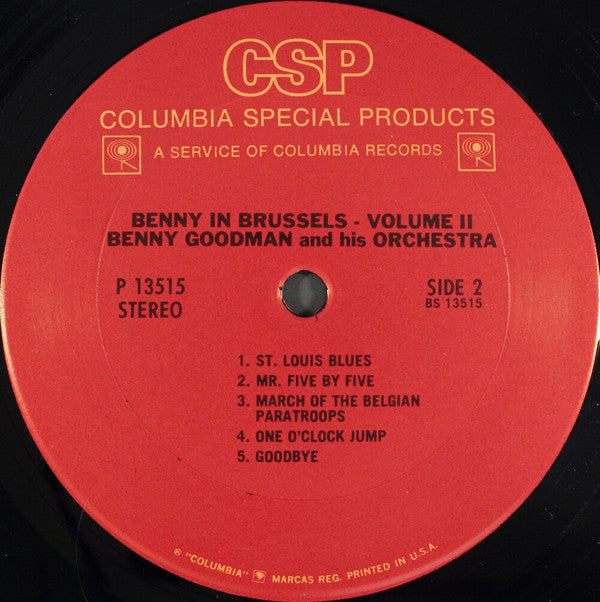 CSP
COLUMBIA SPECIAL PRODUCTS
A SERVICE OF COLUMBIA RECORDS
BENNY IN BRUSSELS - VOLUME II
BENNY GOODMAN and his ORCHESTRA
P 13515
STEREO
SIDE 2
BS 13515
1. ST. LOUIS BLUES
2. MR. FIVE BY FIVE
3. MARCH OF THE BELGIAN
PARATROOPS
4. ONE O'CLOCK JUMP
5. GOODBYE
® "COLUMBIA" MARCAS REG. PRINTED IN U.S.A.